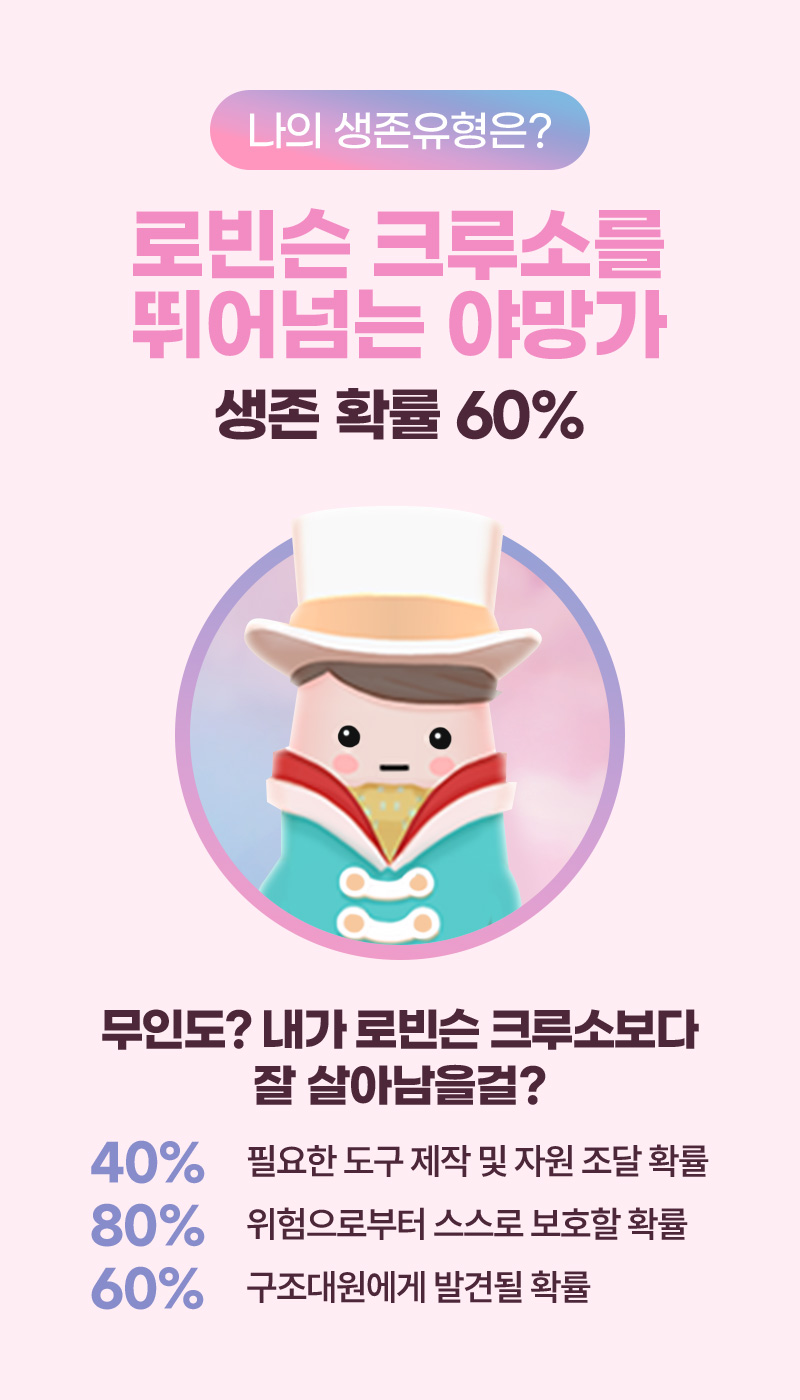 나의 생존유형은?
로빈슨 크루소를
뛰어넘는 야망가
생존 확률 60%
무인도? 내가 로빈슨 크루소보다
잘 살아남을걸?
40% 필요한 도구 제작 및 자원 조달 확률
80% 위험으로부터 스스로 보호할 확률
60% 구조대원에게 발견될 확률